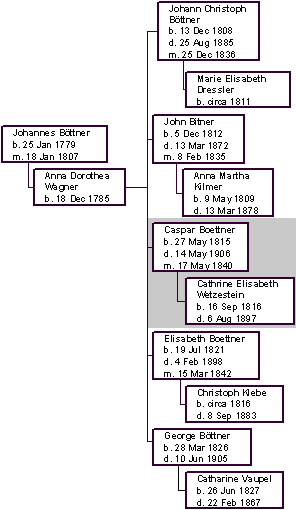 Johann Christoph
Böttner
b. 13 Dec 1808
d. 25 Aug 1885
m. 25 Dec 1836
Marie Elisabeth
Dressler
b. circa 1811
Johannes Böttner
b. 25 Jan 1779
m. 18 Jan 1807
Anna Dorothea
Wagner
b. 18 Dec 1785
John Bitner
b. 5 Dec 1812
d. 13 Mar 1872
m. 8 Feb 1835
Anna Martha
Kilmer
b. 9 May 1809
d. 13 Mar 1878
Caspar Boettner
b. 27 May 1815
d. 14 May 1906
m. 17 May 1840
Cathrine Elisabeth
Wetzestein
b. 16 Sep 1816
d. 6 Aug 1897
Elisabeth Boettner
b. 19 Jul 1821
d. 4 Feb 1898
m. 15 Mar 1842
Christoph Klebe
b. circa 1816
d. 8 Sep 1883
George Böttner
b. 28 Mar 1826
d. 10 Jun 1905
Catharine Vaupel
b. 26 Jun 1827
d. 22 Feb 1867